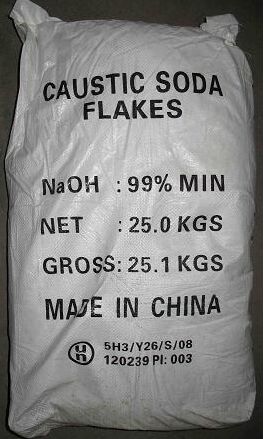 CAUSTIC SODA
FLAKES
NaOH : 99% MIN
NET : 25.0 KGS
GROSS: 25.1 KGS
MADE IN CHINA
UN 5H3/Y26/S/08
120239 PI: 003